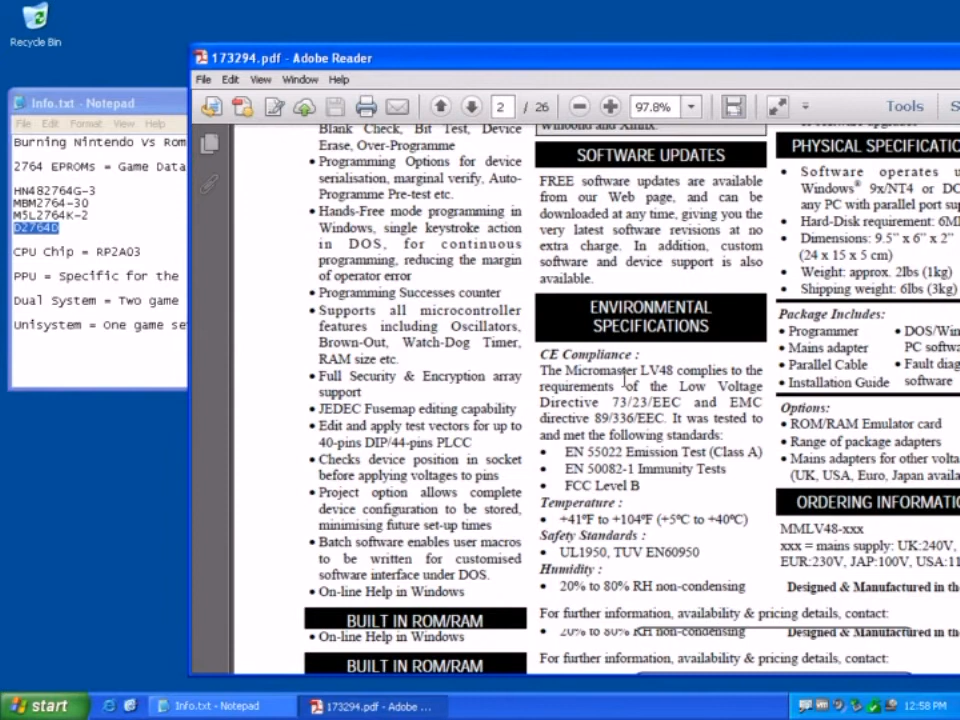 Recycle Bin
Info.txt - Notepad
File Edit Format View Help
Burning Nintendo Vs Rom
2764 EPROMs = Game Data
HN482764G-3
MBM2764-30
M5L2764K-2
D2764D
CPU Chip = RP2A03
PPU = Specific for the
Dual System = Two game
Unisystem = One game se
173294.pdf - Adobe Reader
File Edit View Window Help
2 / 26 97.8% Tools S
Blank Check, Bit Test, Device
Erase, Over-Programme
• Programming Options for device
serialisation, marginal verify, Auto-
Programme Pre-test etc.
• Hands-Free mode programming in
Windows, single keystroke action
in DOS, for continuous
programming, reducing the margin
of operator error
• Programming Successes counter
• Supports all microcontroller
features including Oscillators,
Brown-Out, Watch-Dog Timer,
RAM size etc.
• Full Security & Encryption array
support
• JEDEC Fusemap editing capability
• Edit and apply test vectors for up to
40-pins DIP/44-pins PLCC
• Checks device position in socket
before applying voltages to pins
• Project option allows complete
device configuration to be stored,
minimising future set-up times
• Batch software enables user macros
to be written for customised
software interface under DOS.
• On-line Help in Windows
BUILT IN ROM/RAM
• On-line Help in Windows
BUILT IN ROM/RAM
Winbond and Xilinx.
SOFTWARE UPDATES
FREE software updates are available
from our Web page, and can be
downloaded at any time, giving you the
very latest software revisions at no
extra charge. In addition, custom
software and device support is also
available.
ENVIRONMENTAL
SPECIFICATIONS
CE Compliance :
The Micromaster LV48 complies to the
requirements of the Low Voltage
Directive 73/23/EEC and EMC
directive 89/336/EEC. It was tested to
and met the following standards:
• EN 55022 Emission Test (Class A)
• EN 50082-1 Immunity Tests
• FCC Level B
Temperature :
• +41ºF to +104ºF (+5ºC to +40ºC)
Safety Standards :
• UL1950, TUV EN60950
Humidity :
• 20% to 80% RH non-condensing
For further information, availability & pricing details, contact:
• 20% to 80% RH non-condensing
For further information, availability & pricing details, contact:
PHYSICAL SPECIFICATIO
• Software operates u
Windows® 9x/NT4 or DO
any PC with parallel port sup
• Hard-Disk requirement: 6M
• Dimensions: 9.5” x 6” x 2”
(24 x 15 x 5 cm)
• Weight: approx. 2lbs (1kg)
• Shipping weight: 6lbs (3kg)
Package Includes:
• Programmer
• Mains adapter
• Parallel Cable
• Installation Guide
• DOS/Win
PC softwa
• Fault diag
software
Options:
• ROM/RAM Emulator card
• Range of package adapters
• Mains adapters for other volta
(UK, USA, Euro, Japan availa
ORDERING INFORMATIO
MMLV48-xxx
xxx = mains supply: UK:240V,
EUR:230V, JAP:100V, USA:11
Designed & Manufactured in the
Designed & Manufactured in the
start
Info.txt - Notepad
173294.pdf - Adobe ...
12:58 PM